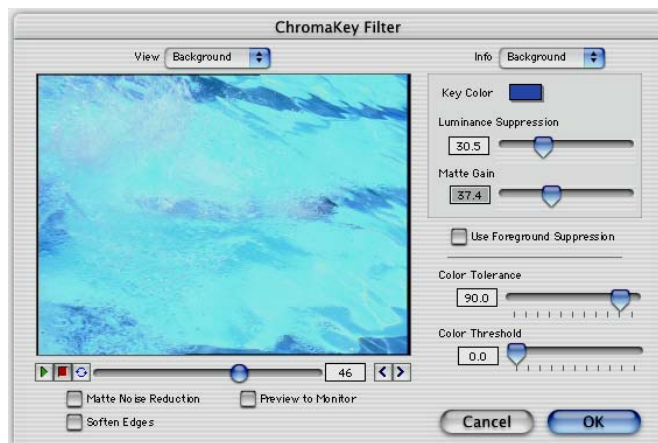 ChromaKey Filter
View Background
Info Background
Key Color
Luminance Suppression
30.5
Matte Gain
37.4
Use Foreground Suppression
Color Tolerance
90.0
Color Threshold
0.0
46
Matte Noise Reduction
Preview to Monitor
Soften Edges
Cancel
OK